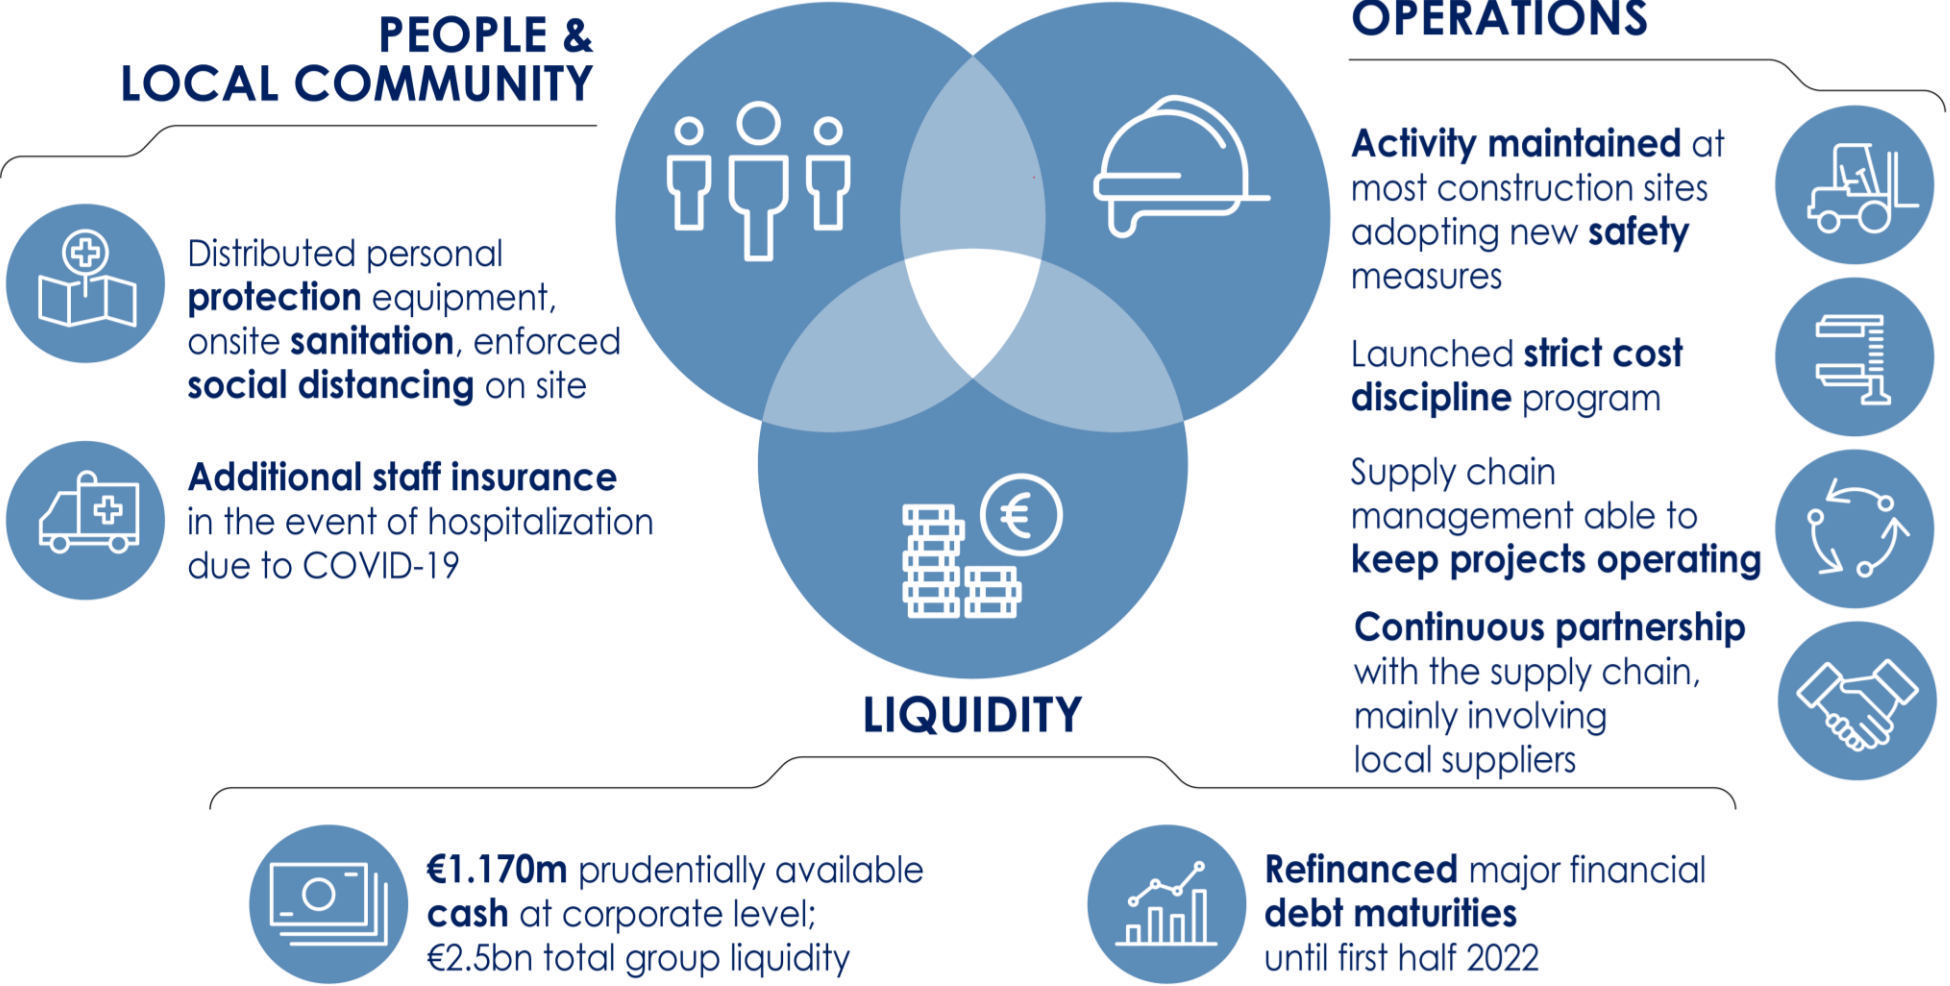 PEOPLE &
LOCAL COMMUNITY
Distributed personal
protection equipment,
onsite sanitation, enforced
social distancing on site
Additional staff insurance
in the event of hospitalization
due to COVID-19
OPERATIONS
Activity maintained at
most construction sites
adopting new safety
measures
Launched strict cost
discipline program
Supply chain
management able to
keep projects operating
Continuous partnership
with the supply chain,
mainly involving
local suppliers
€
LIQUIDITY
€1.170m prudentially available
cash at corporate level;
€2.5bn total group liquidity
Refinanced major financial
debt maturities
until first half 2022